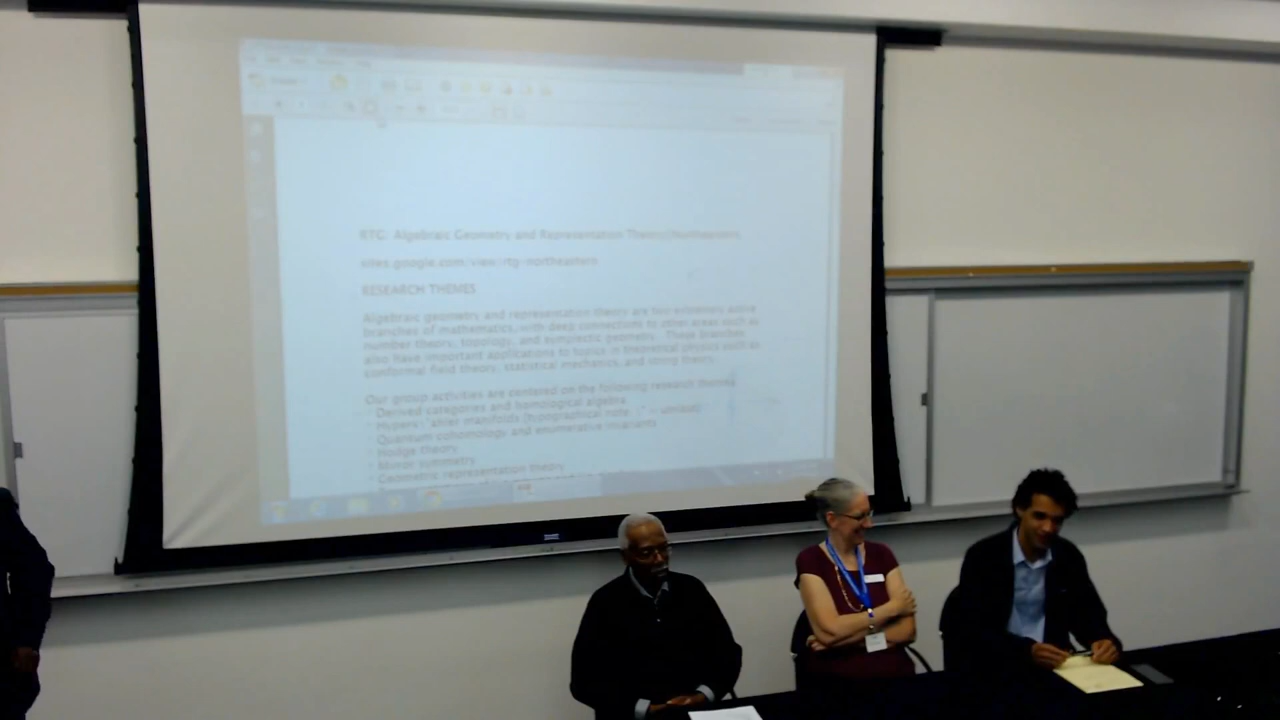 RTG: Algebraic Geometry and Representation Theory@Northeastern
sites.google.com/view/rtg-northeastern
RESEARCH THEMES
Algebraic geometry and representation theory are two extremely active
branches of mathematics, with deep connections to other areas such as
number theory, topology, and symplectic geometry. These branches
also have important applications to topics in theoretical physics such as
conformal field theory, statistical mechanics, and string theory.
Our group activities are centered on the following research themes
Derived categories and homological algebra
manifolds (typographical note:
Quantum cohomology and enumerative invariants
Hodge theory
Mirror symmetry
Geometric representation theory